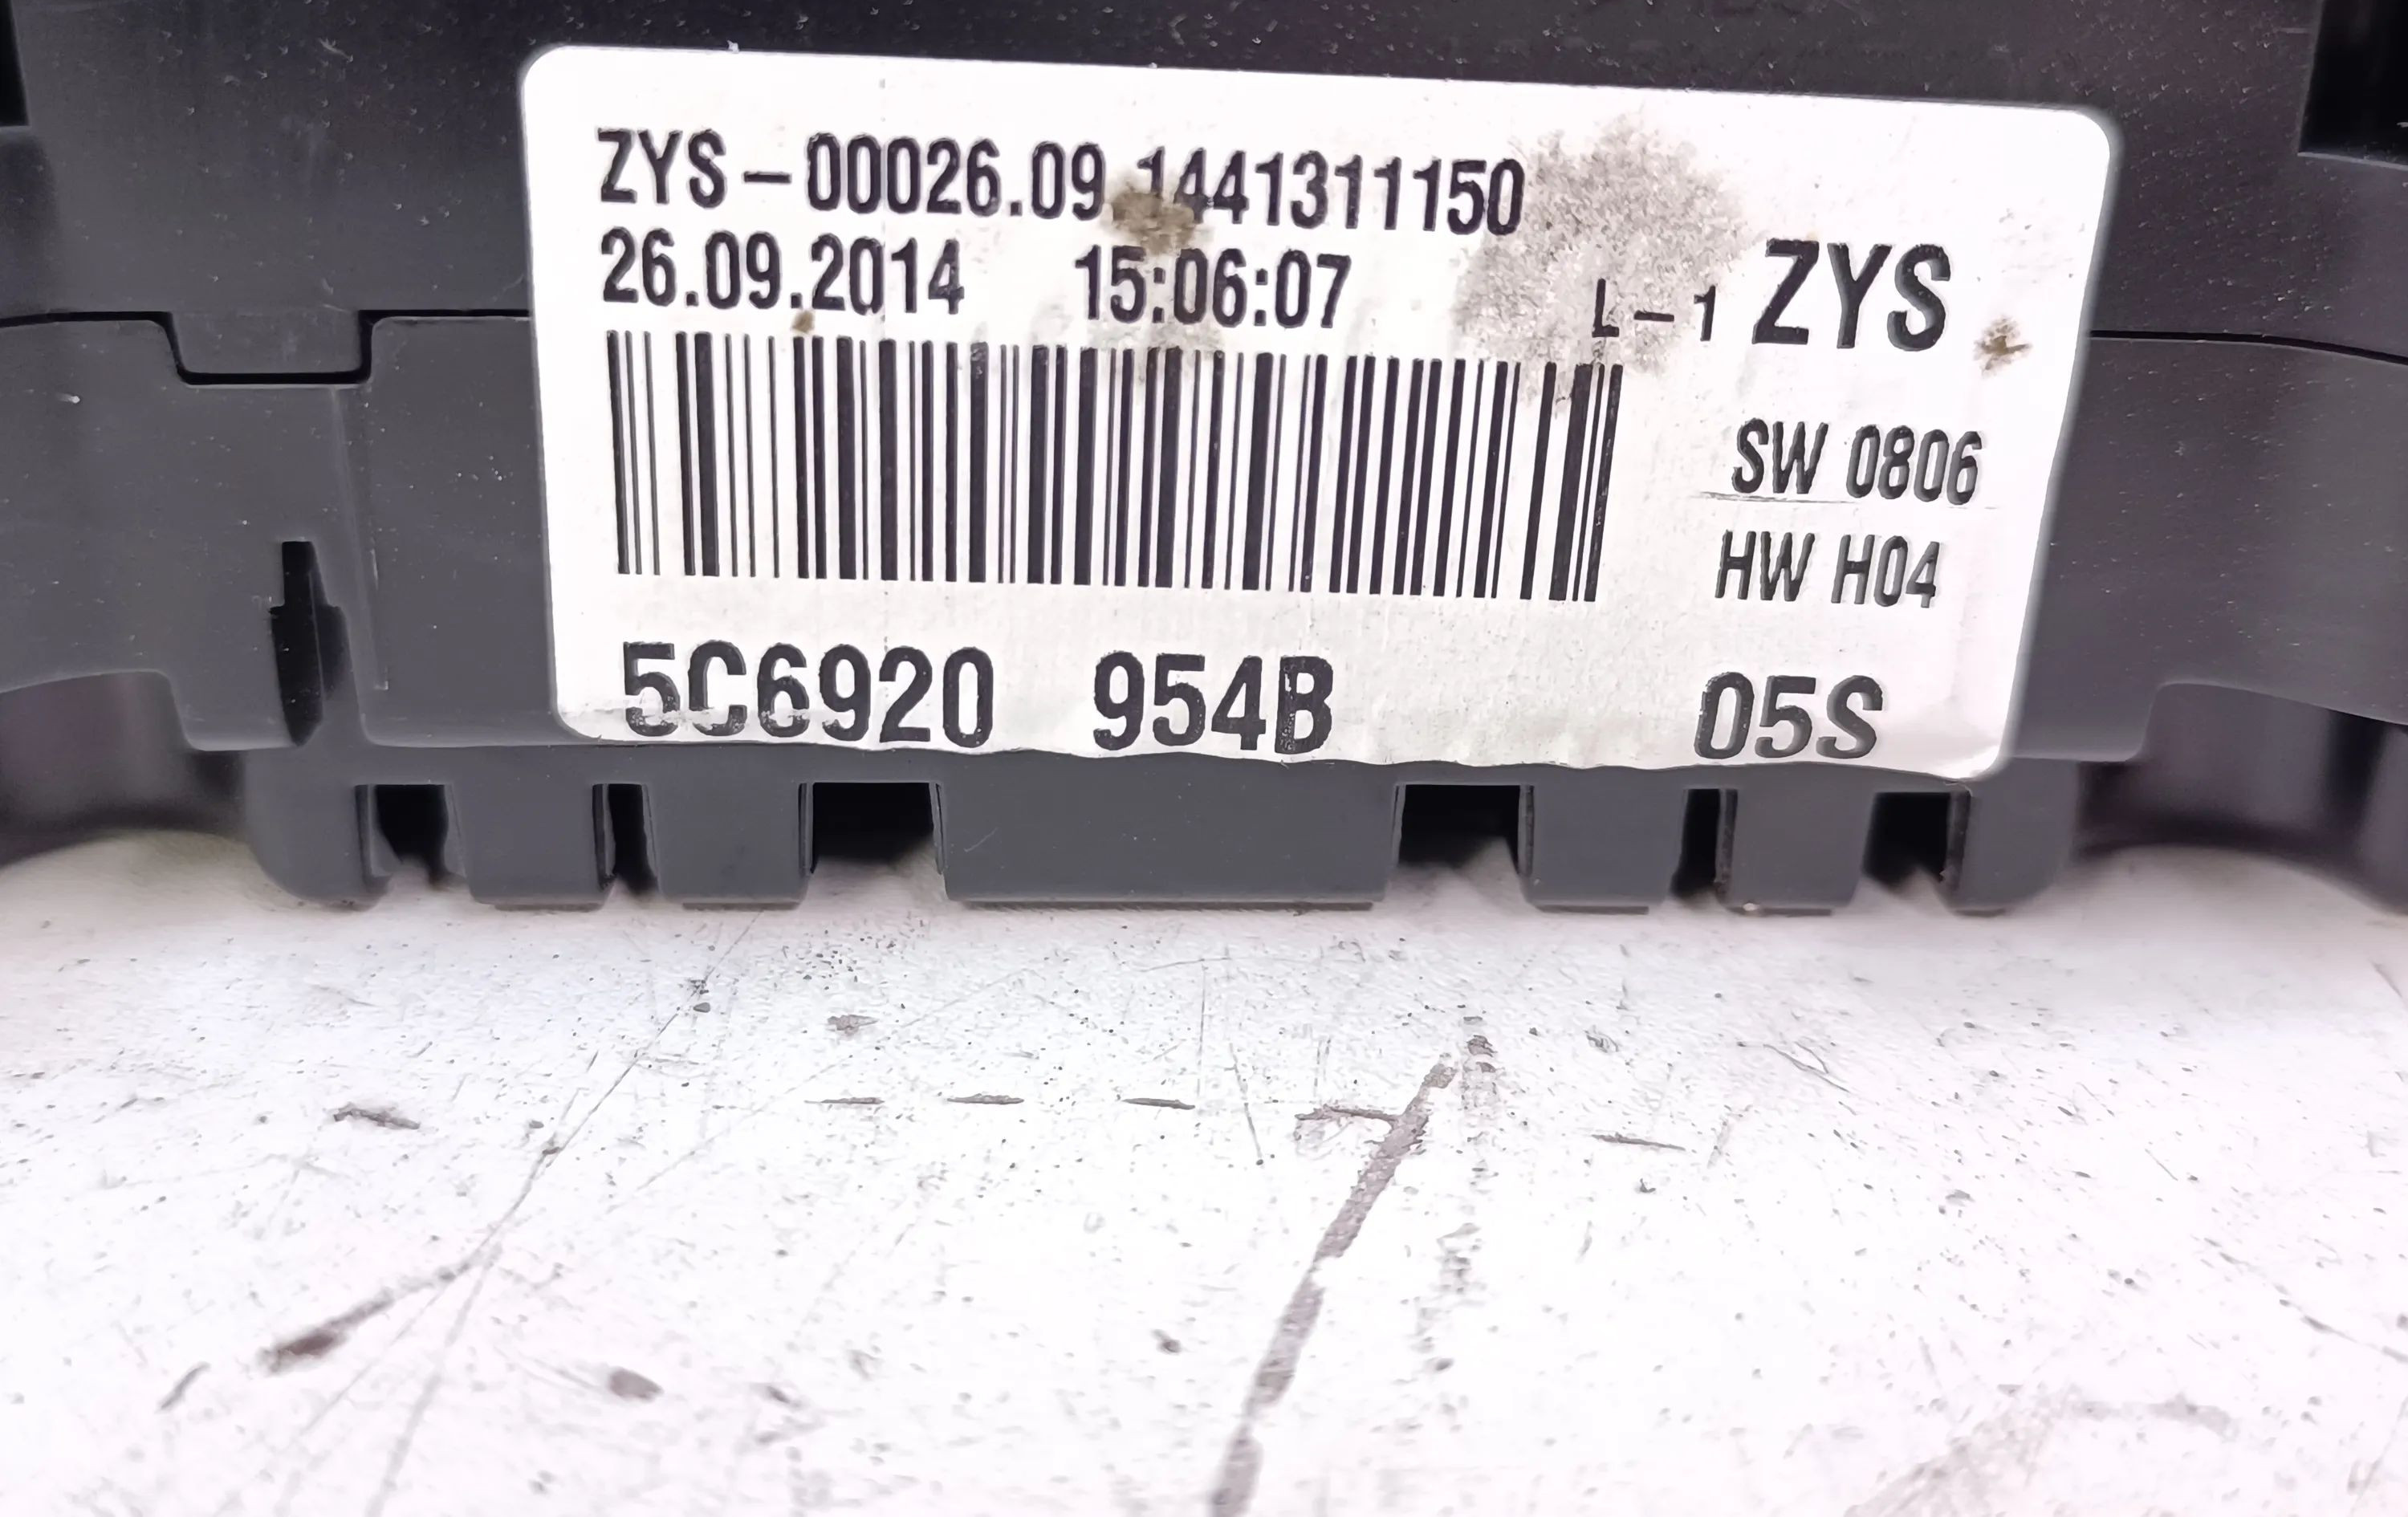 ZYS-00026.09 1441311150
26.09.2014 15:06:07
L-1 ZYS
SW 0806
HW H04
5C6920 954B 05S